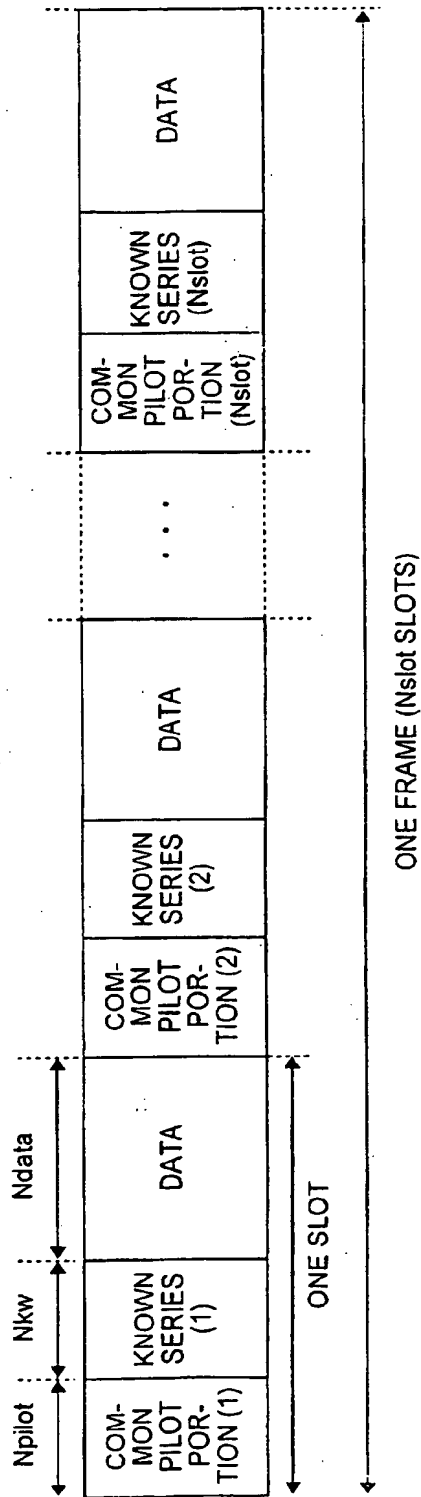 Npilot
Nkw
Ndata
COM-
MON
PILOT
POR-
TION (1)
KNOWN
SERIES
(1)
DATA
COM-
MON
PILOT
POR-
TION (2)
KNOWN
SERIES
(2)
DATA
. . .
COM-
MON
PILOT
POR-
TION
(Nslot)
KNOWN
SERIES
(Nslot)
DATA
ONE SLOT
ONE FRAME (Nslot SLOTS)